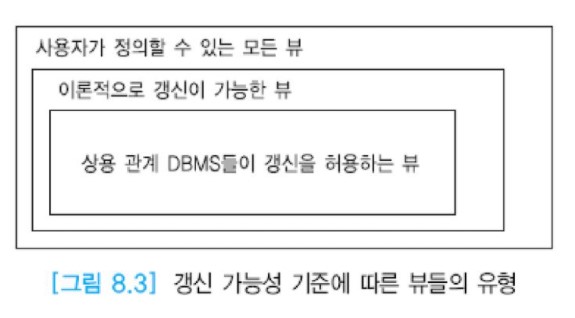 사용자가 정의할 수 있는 모든 뷰
이론적으로 갱신이 가능한 뷰
상용 관계 DBMS들이 갱신을 허용하는 뷰
[그림 8.3] 갱신 가능성 기준에 따른 뷰들의 유형